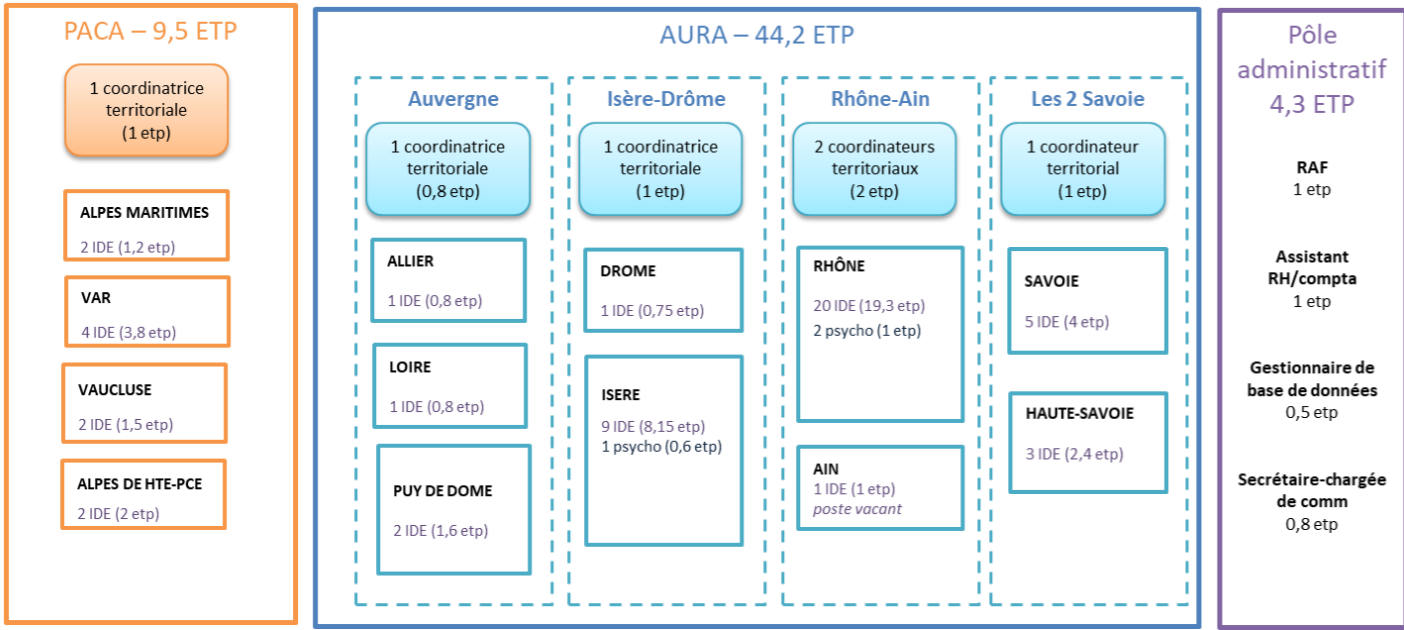 PACA – 9,5 ETP
1 coordinatrice
territoriale
(1 etp)
ALPES MARITIMES
2 IDE (1,2 etp)
VAR
4 IDE (3,8 etp)
VAUCLUSE
2 IDE (1,5 etp)
ALPES DE HTE-PCE
2 IDE (2 etp)
AURA – 44,2 ETP
Auvergne
1 coordinatrice
territoriale
(0,8 etp)
ALLIER
1 IDE (0,8 etp)
LOIRE
1 IDE (0,8 etp)
PUY DE DOME
2 IDE (1,6 etp)
Isère-Drôme
1 coordinatrice
territoriale
(1 etp)
DROME
1 IDE (0,75 etp)
ISERE
9 IDE (8,15 etp)
1 psycho (0,6 etp)
Rhône-Ain
2 coordinateurs
territoriaux
(2 etp)
RHÔNE
20 IDE (19,3 etp)
2 psycho (1 etp)
AIN
1 IDE (1 etp)
poste vacant
Les 2 Savoie
1 coordinateur
territorial
(1 etp)
SAVOIE
5 IDE (4 etp)
HAUTE-SAVOIE
3 IDE (2,4 etp)
Pôle
administratif
4,3 ETP
RAF
1 etp
Assistant
RH/compta
1 etp
Gestionnaire de
base de données
0,5 etp
Secrétaire-chargée
de comm
0,8 etp